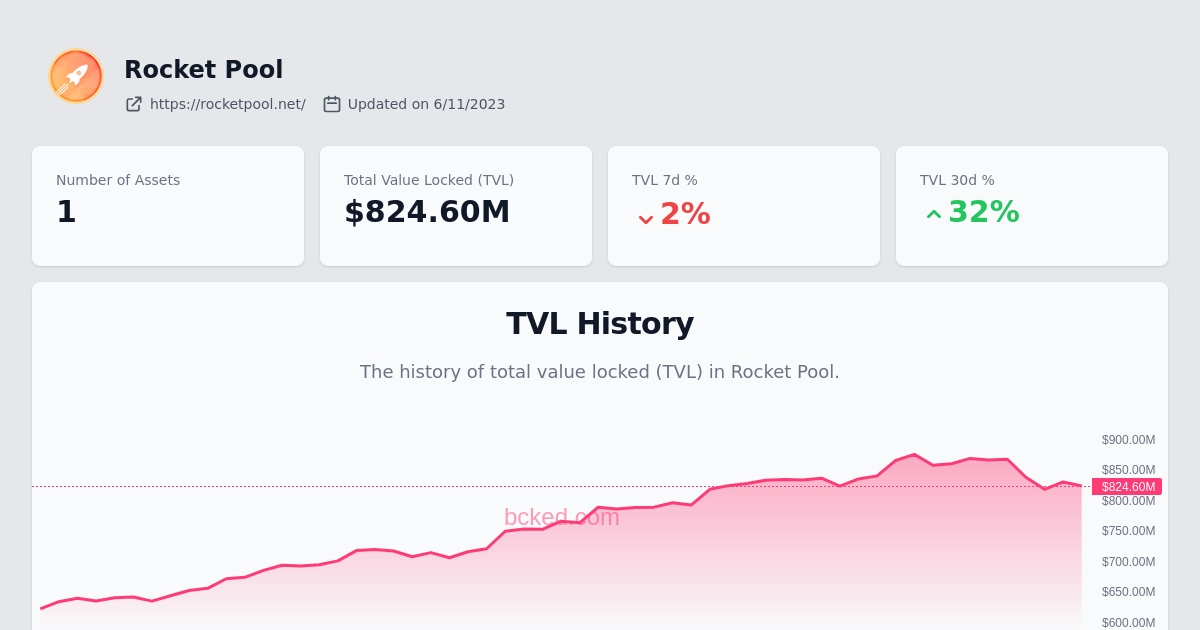 Rocket Pool
https://rocketpool.net/ Updated on 6/11/2023
Number of Assets
1
Total Value Locked (TVL)
$824.60M
TVL 7d %
2%
TVL 30d %
32%
TVL History
The history of total value locked (TVL) in Rocket Pool.
$900.00M
$850.00M
$824.60M
$800.00M
bcked.com
$750.00M
$700.00M
$650.00M
$600.00M